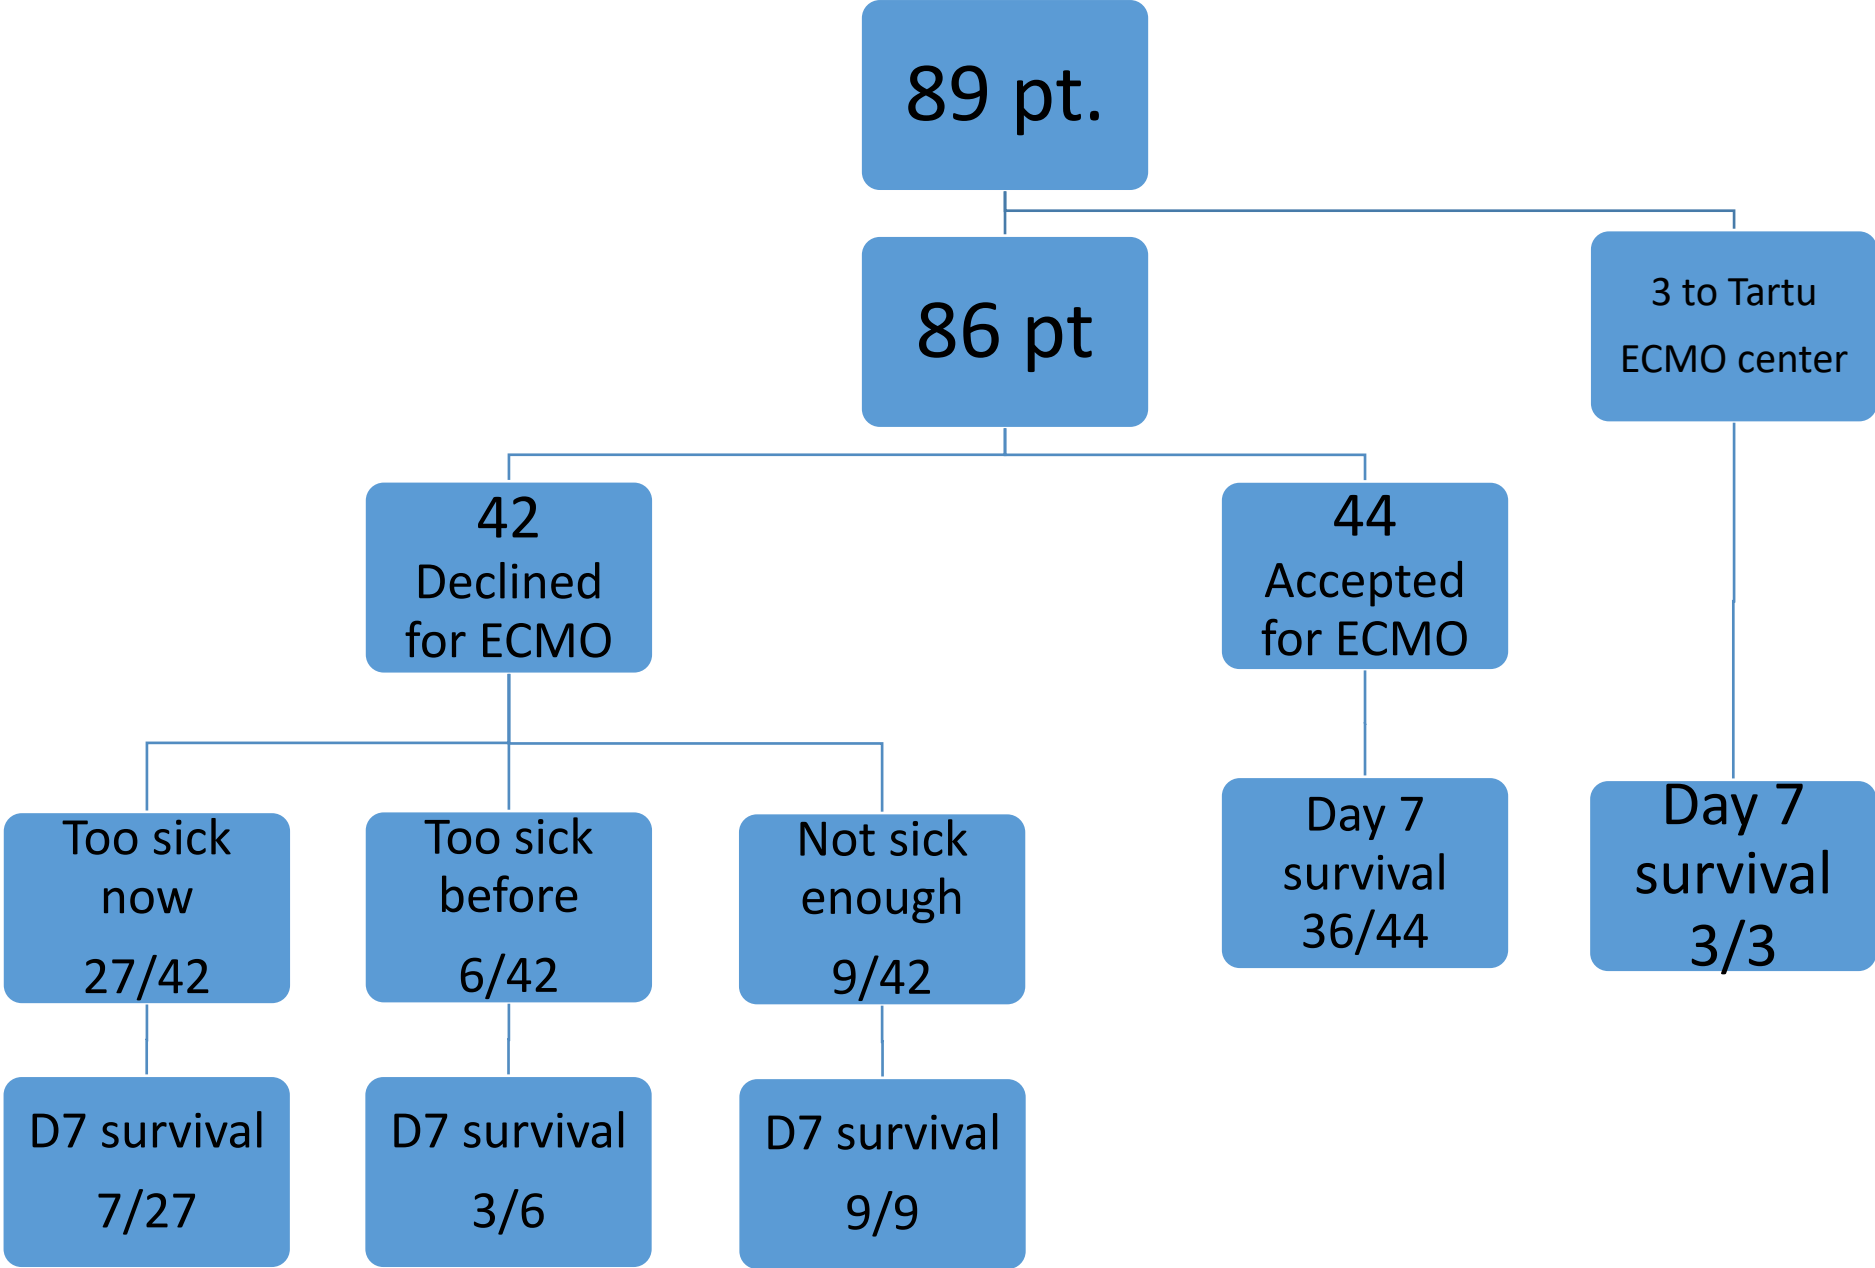 89 pt.
86 pt
3 to Tartu
ECMO center
42
Declined
for ECMO
44
Accepted
for ECMO
Too sick
now
27/42
Too sick
before
6/42
Not sick
enough
9/42
Day 7
survival
36/44
Day 7
survival
3/3
D7 survival
7/27
D7 survival
3/6
D7 survival
9/9